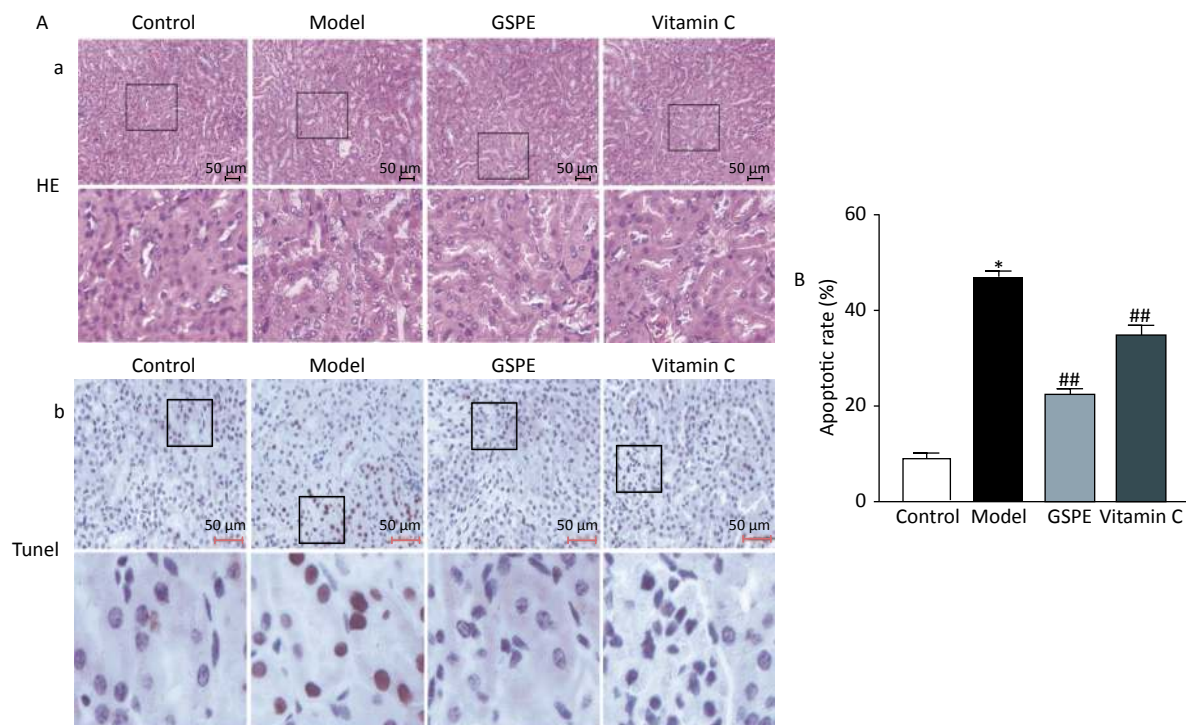 A
Control Model GSPE Vitamin C
a
50 µm 50 µm 50 µm 50 µm
HE
Control Model GSPE Vitamin C
b
50 µm 50 µm 50 µm 50 µm
Tunel
B
Apoptotic rate (%)
60
40
20
0
*
##
##
Control Model GSPE Vitamin C